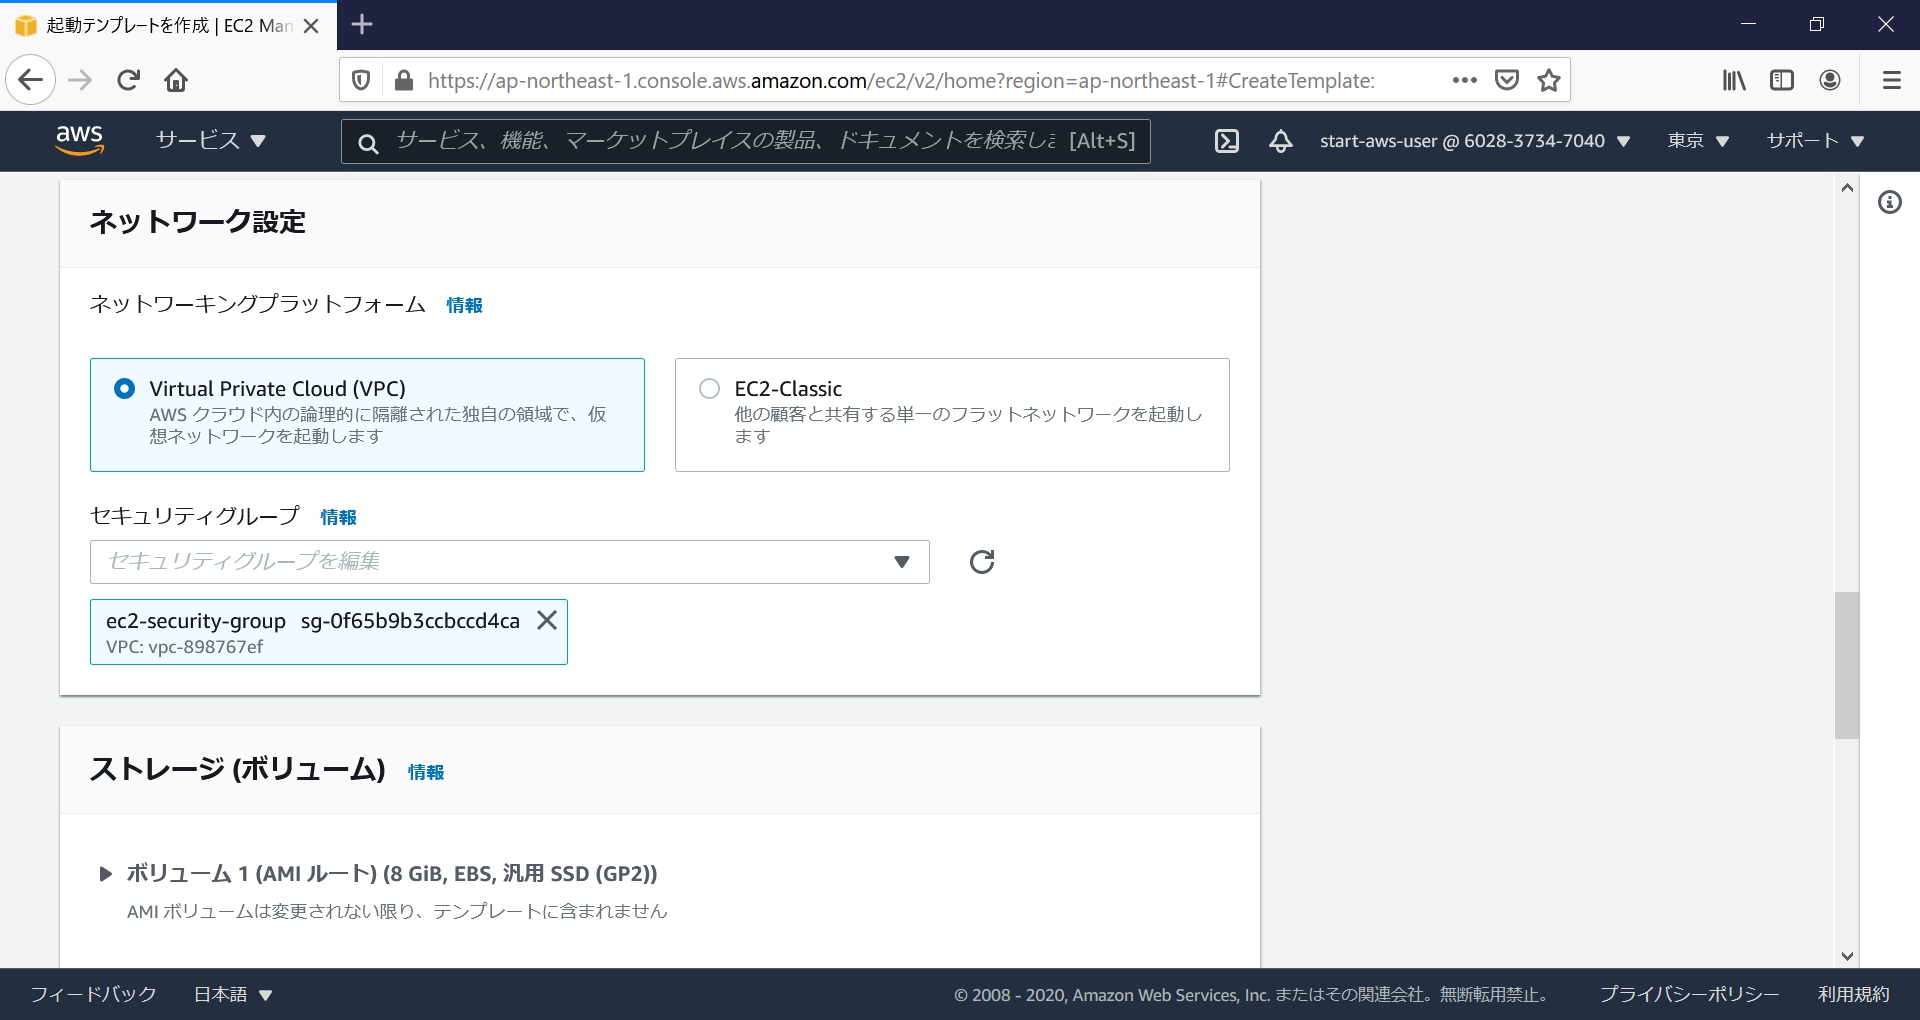 起動テンプレートを作成 | EC2 Man
https://ap-northeast-1.console.aws.amazon.com/ec2/v2/home?region=ap-northeast-1#CreateTemplate:
aws
サービス
サービス、機能、マーケットプレイスの製品、ドキュメントを検索しま [Alt+S]
start-aws-user @ 6028-3734-7040
東京
サポート
ネットワーク設定
ネットワーキングプラットフォーム 情報
Virtual Private Cloud (VPC)
AWS クラウド内の論理的に隔離された独自の領域で、仮
想ネットワークを起動します
EC2-Classic
他の顧客と共有する単一のフラットネットワークを起動し
ます
セキュリティグループ 情報
セキュリティグループを編集
ec2-security-group sg-0f65b9b3ccbccd4ca
VPC: vpc-898767ef
ストレージ (ボリューム) 情報
ボリューム 1 (AMI ルート) (8 GiB, EBS, 汎用 SSD (GP2))
AMI ボリュームは変更されない限り、テンプレートに含まれません
フィードバック
日本語
© 2008 - 2020, Amazon Web Services, Inc. またはその関連会社。無断転用禁止。
プライバシーポリシー
利用規約